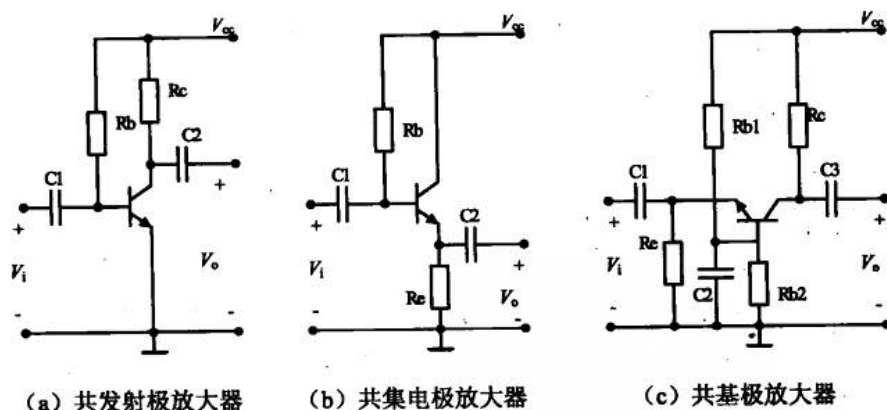 Vcc
Rb
Rc
C2
C1
+
+
Vi
Vo
-
-
(a) 共发射极放大器
Vcc
Rb
C1
C2
+
+
Vi
Re
Vo
-
-
(b) 共集电极放大器
Vcc
Rb1
Rc
C1
C3
+
+
Vi
Re
C2
Rb2
Vo
-
-
(c) 共基极放大器